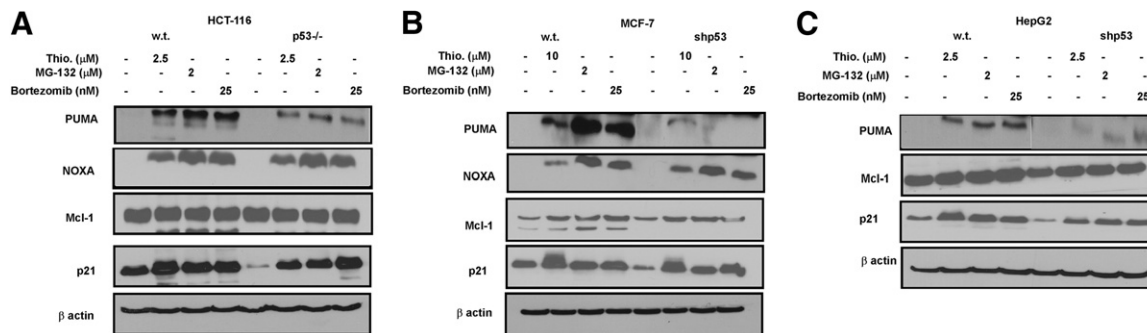 A
HCT-116
w.t. p53-/-
Thio. (μM) - 2.5 - - - 2.5 - -
MG-132 (μM) - - 2 - - - 2 -
Bortezomib (nM) - - - 25 - - - 25
PUMA
NOXA
Mcl-1
p21
β actin
B
MCF-7
w.t. shp53
Thio. (μM) - 10 - - - 10 - -
MG-132 (μM) - - 2 - - - 2 -
Bortezomib (nM) - - - 25 - - - 25
PUMA
NOXA
Mcl-1
p21
β actin
C
HepG2
w.t. shp53
Thio. (μM) - 2.5 - - - 2.5 - -
MG-132 (μM) - - 2 - - - 2 -
Bortezomib (nM) - - - 25 - - - 25
PUMA
Mcl-1
p21
β actin